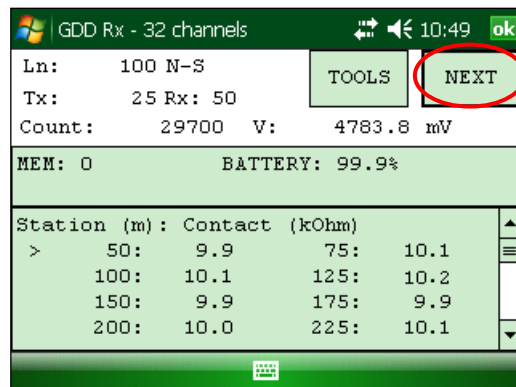 GDD Rx - 32 channels 10:49 ok
Ln: 100 N-S
Tx: 25 Rx: 50
TOOLS NEXT
Count: 29700 V: 4783.8 mV
MEM: 0 BATTERY: 99.9%
Station (m): Contact (kOhm)
> 50: 9.9 75: 10.1
100: 10.1 125: 10.2
150: 9.9 175: 9.9
200: 10.0 225: 10.1